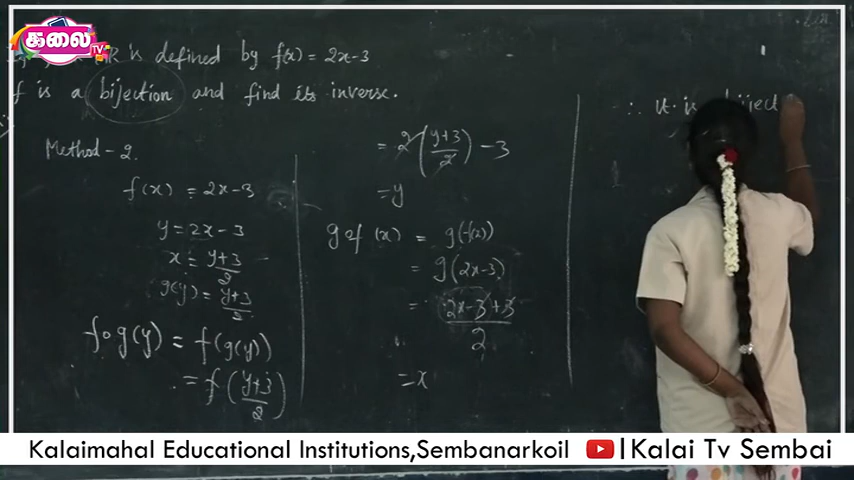 கலை TV
R is defined by f(x) = 2x-3
f is a bijection and find its inverse.
Method - 2.
f(x) = 2x-3
y = 2x-3
x = y+3/2
g(y) = y+3/2
fog(y) = f(g(y))
= f(y+3/2)
= 2(y+3/2) -3
= y
gof(x) = g(f(x))
= g(2x-3)
= 2x-3+3/2
= x
∴ it is
Kalaimahal Educational Institutions,Sembanarkoil
Kalai Tv Sembai